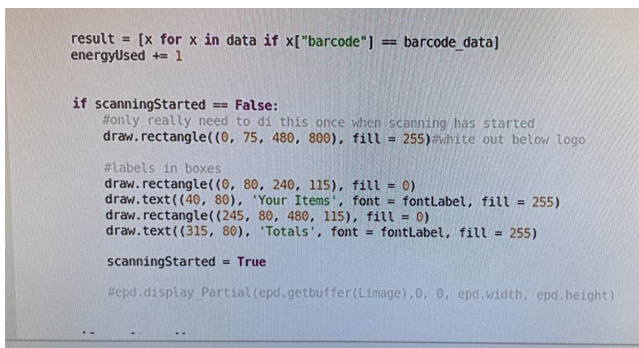 result = [x for x in data if x["barcode"] == barcode_data]
energyUsed += 1
if scanningStarted == False:
#only really need to di this once when scanning has started
draw.rectangle((0, 75, 480, 800), fill = 255)#white out below logo
#labels in boxes
draw.rectangle((0, 80, 240, 115), fill = 0)
draw.text((40, 80), 'Your Items', font = fontLabel, fill = 255)
draw.rectangle((245, 80, 480, 115), fill = 0)
draw.text((315, 80), 'Totals', font = fontLabel, fill = 255)
scanningStarted = True
#epd.display_Partial(epd.getbuffer(Limage),0, 0, epd.width, epd.height)